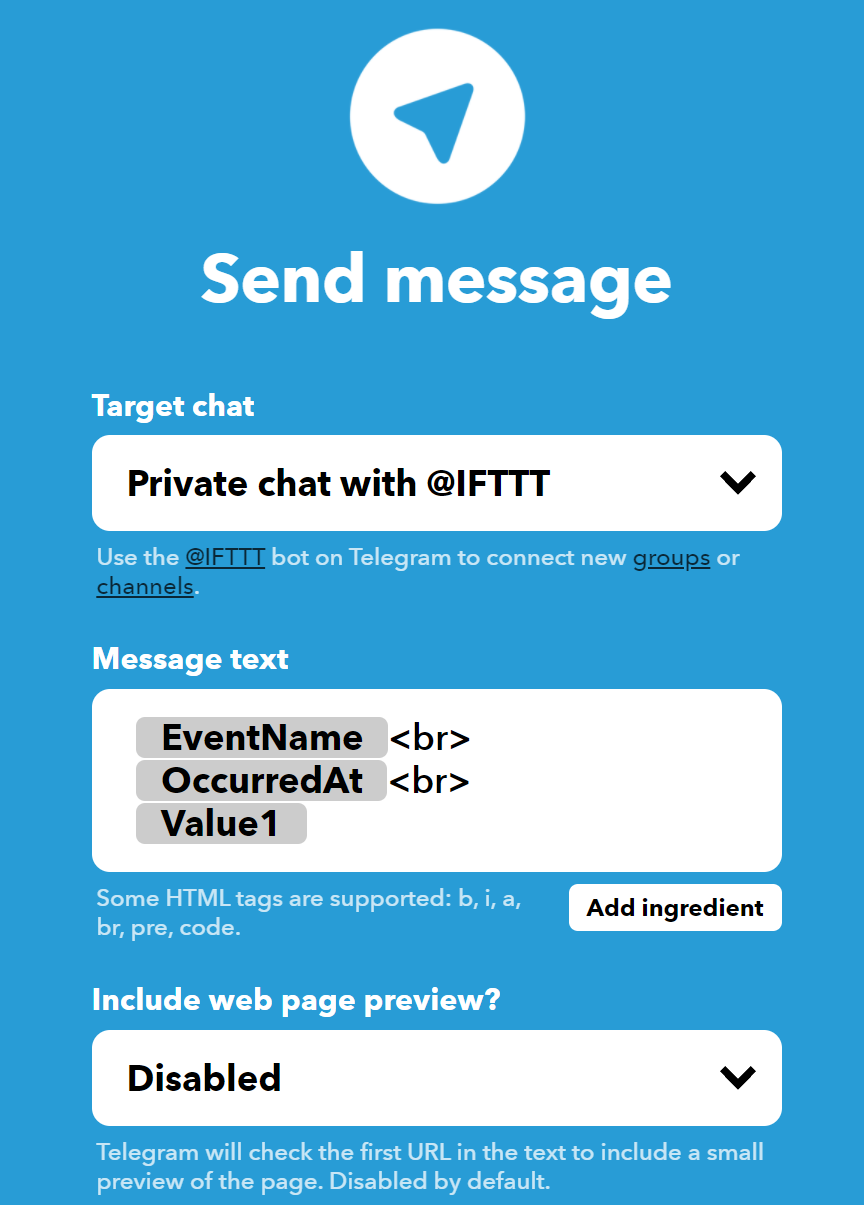 Send message
Target chat
Private chat with @IFTTT
Use the @IFTTT bot on Telegram to connect new groups or
channels.
Message text
EventName <br>
OccurredAt <br>
Value1
Some HTML tags are supported: b, i, a,
br, pre, code.
Add ingredient
Include web page preview?
Disabled
Telegram will check the first URL in the text to include a small
preview of the page. Disabled by default.